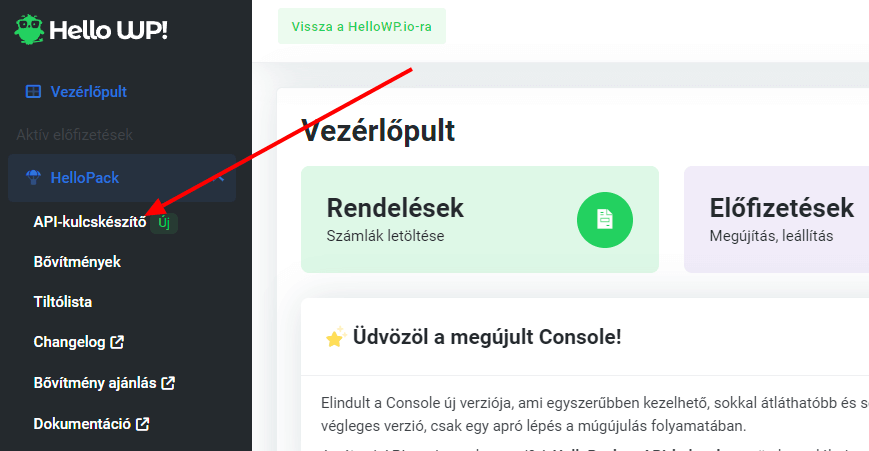 Hello WP!
Vezérlőpult
Aktív előfizetések
HelloPack
API-kulcskészítő Új
Bővítmények
Tiltólista
Changelog
Bővítmény ajánlás
Dokumentáció
Vissza a HelloWP.io-ra
Vezérlőpult
Rendelések
Számlák letöltése
Előfizetések
Megújítás, leállítás
Üdvözöl a megújult Console!
Elindult a Console új verziója, ami egyszerűbben kezelhető, sokkal átláthatóbb és
végleges verzió, csak egy apró lépés a múgújulás folyamatában.